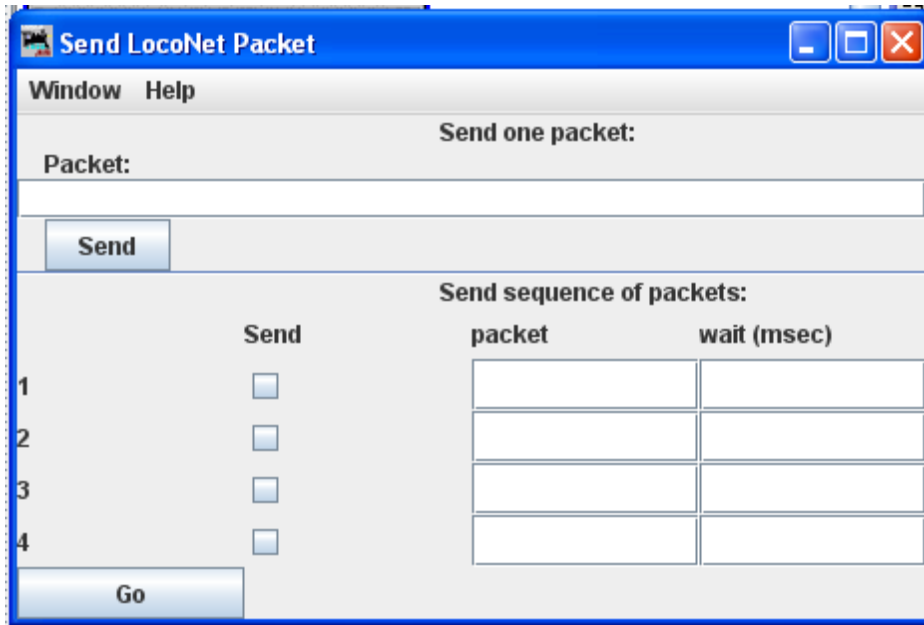 Send LocoNet Packet
Window Help
Send one packet:
Packet:
Send
Send sequence of packets:
Send packet wait (msec)
1
2
3
4
Go